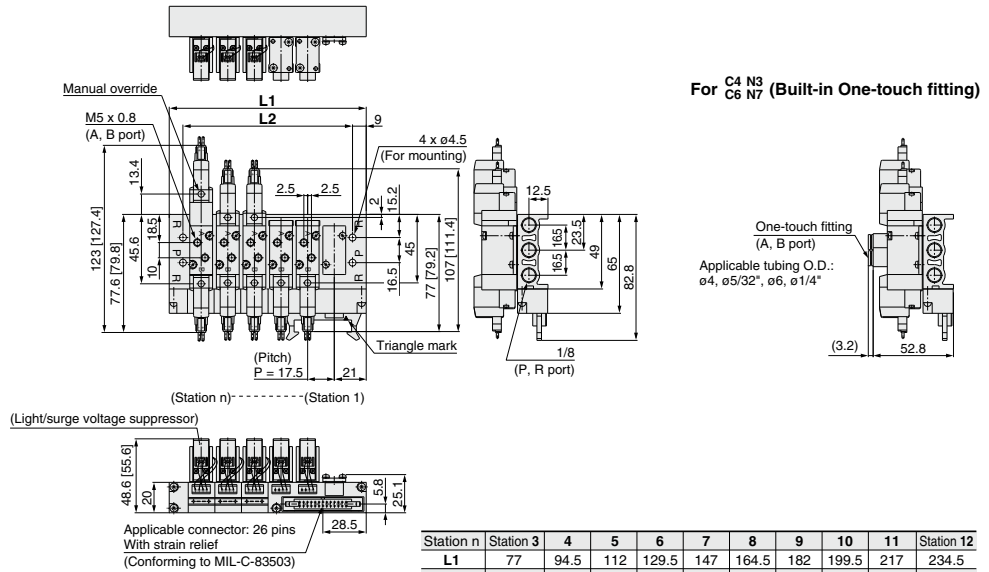 For C4 N3 C6 N7 (Built-in One-touch fitting)
Manual override
L1
M5 x 0.8
(A, B port)
L2
9
4 x ø4.5
(For mounting)
13.4
2.5
2.5
2
15.2
123 [127.4]
77.6 [79.8]
45.6
18.5
10
R
P
R
A
B
R
P
R
16.5
45
77 [79.2]
107 [111.4]
12.5
16.5
16.5
23.5
49
65
82.8
One-touch fitting
(A, B port)
Applicable tubing O.D.:
ø4, ø5/32", ø6, ø1/4"
Triangle mark
(Pitch)
P = 17.5
21
1/8
(P, R port)
(3.2)
52.8
(Station n)
(Station 1)
(Light/surge voltage suppressor)
48.6 [55.6]
20
5.8
25.1
28.5
Applicable connector: 26 pins
With strain relief
(Conforming to MIL-C-83503)
Station n Station 3 4 5 6 7 8 9 10 11 Station 12
L1 77 94.5 112 129.5 147 164.5 182 199.5 217 234.5